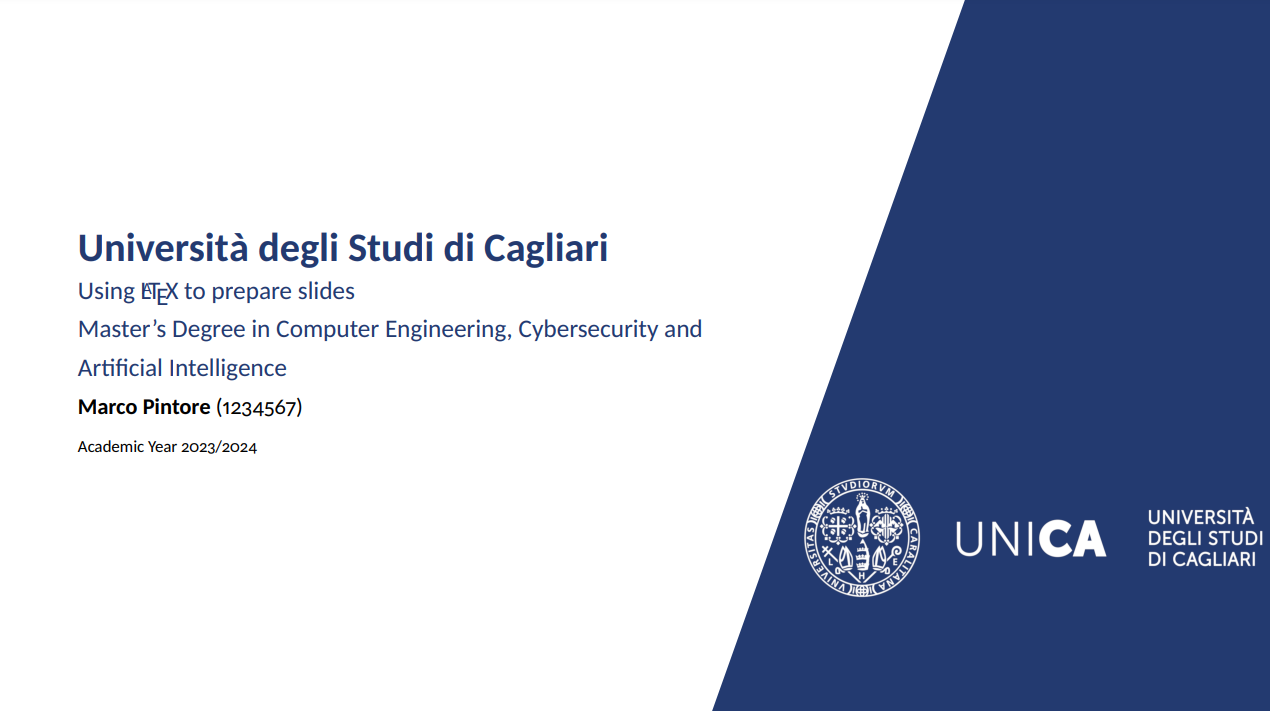 Università degli Studi di Cagliari
Using LATEX to prepare slides
Master’s Degree in Computer Engineering, Cybersecurity and
Artificial Intelligence
Marco Pintore (1234567)
Academic Year 2023/2024
STVDIORVM
UNIVERSITAS
CARALITANA
L
E
H
UNICA
UNIVERSITÀ
DEGLI STUDI
DI CAGLIARI